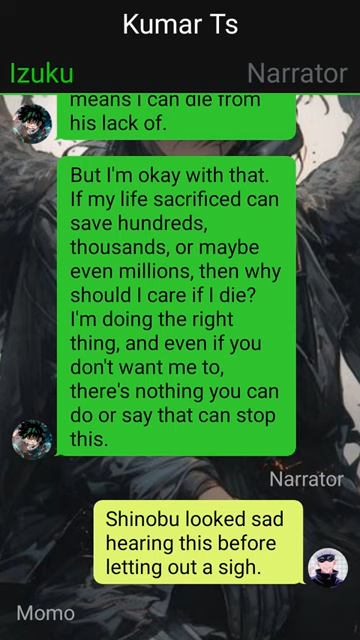 Kumar Ts
Izuku
Narrator
means I can die from
his lack of.
But I'm okay with that.
If my life sacrificed can
save hundreds,
thousands, or maybe
even millions, then why
should I care if I die?
I'm doing the right
thing, and even if you
don't want me to,
there's nothing you can
do or say that can stop
this.
Narrator
Shinobu looked sad
hearing this before
letting out a sigh.
Momo